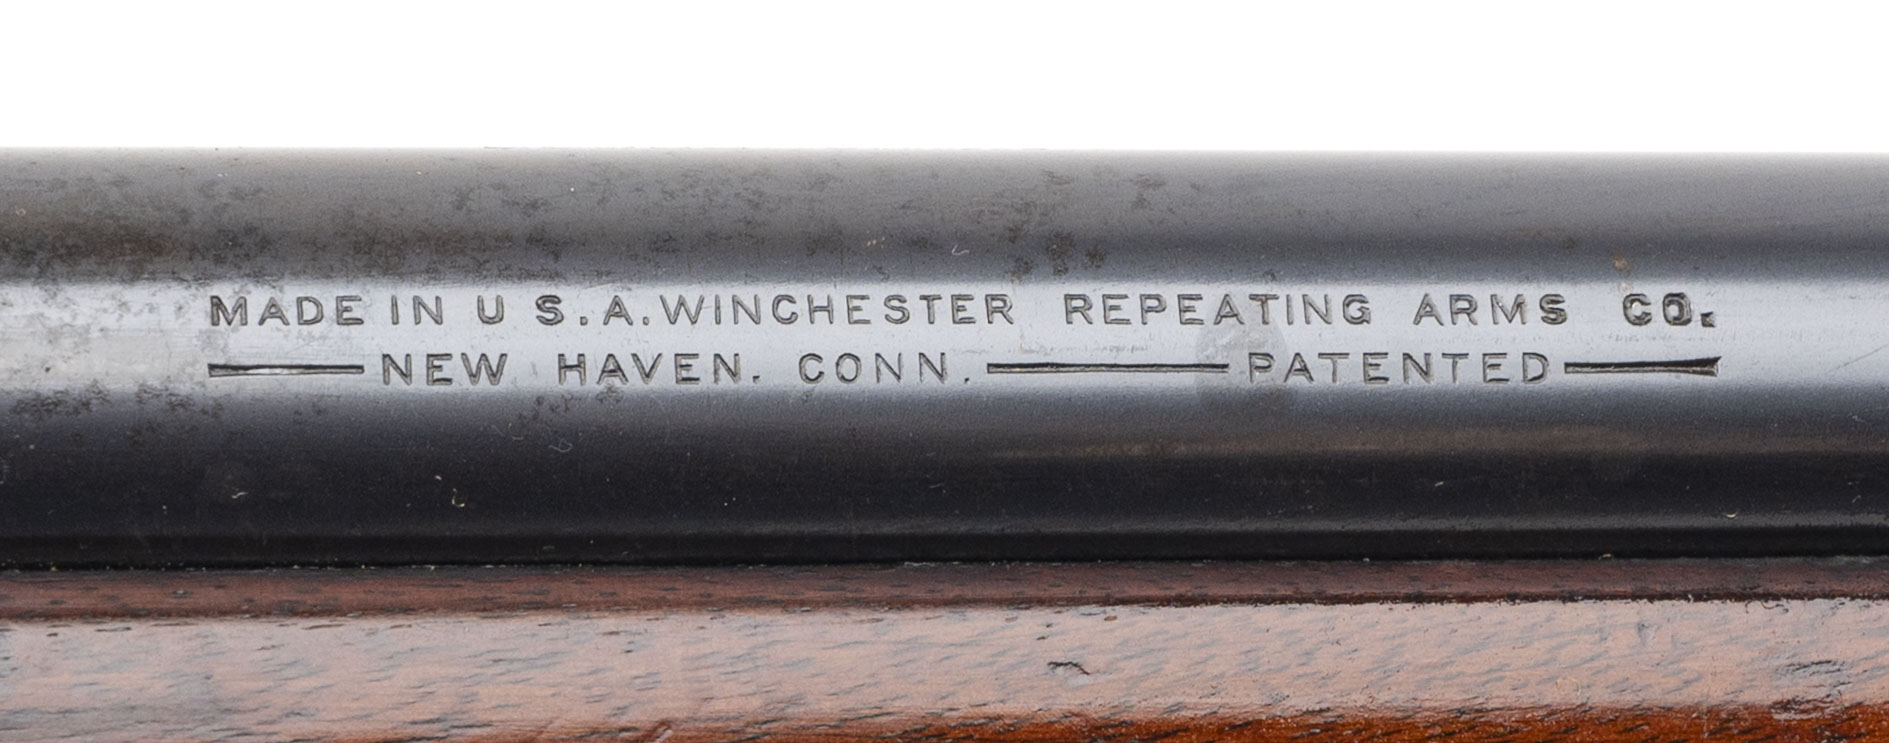 MADE IN U S.A. WINCHESTER REPEATING ARMS CO.
NEW HAVEN. CONN. PATENTED